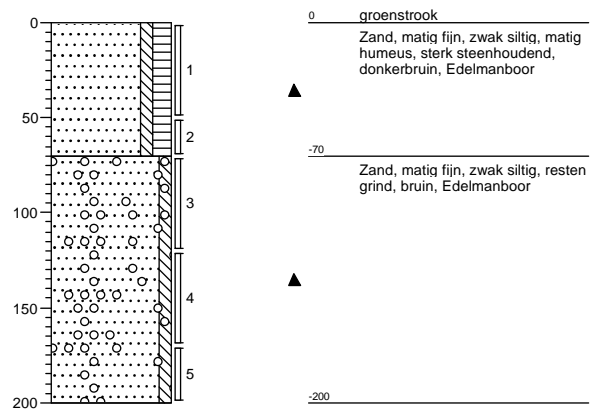 0
50
100
150
200
1
2
3
4
5
0 groenstrook
Zand, matig fijn, zwak siltig, matig
humeus, sterk steenhoudend,
donkerbruin, Edelmanboor
-70
Zand, matig fijn, zwak siltig, resten
grind, bruin, Edelmanboor
-200